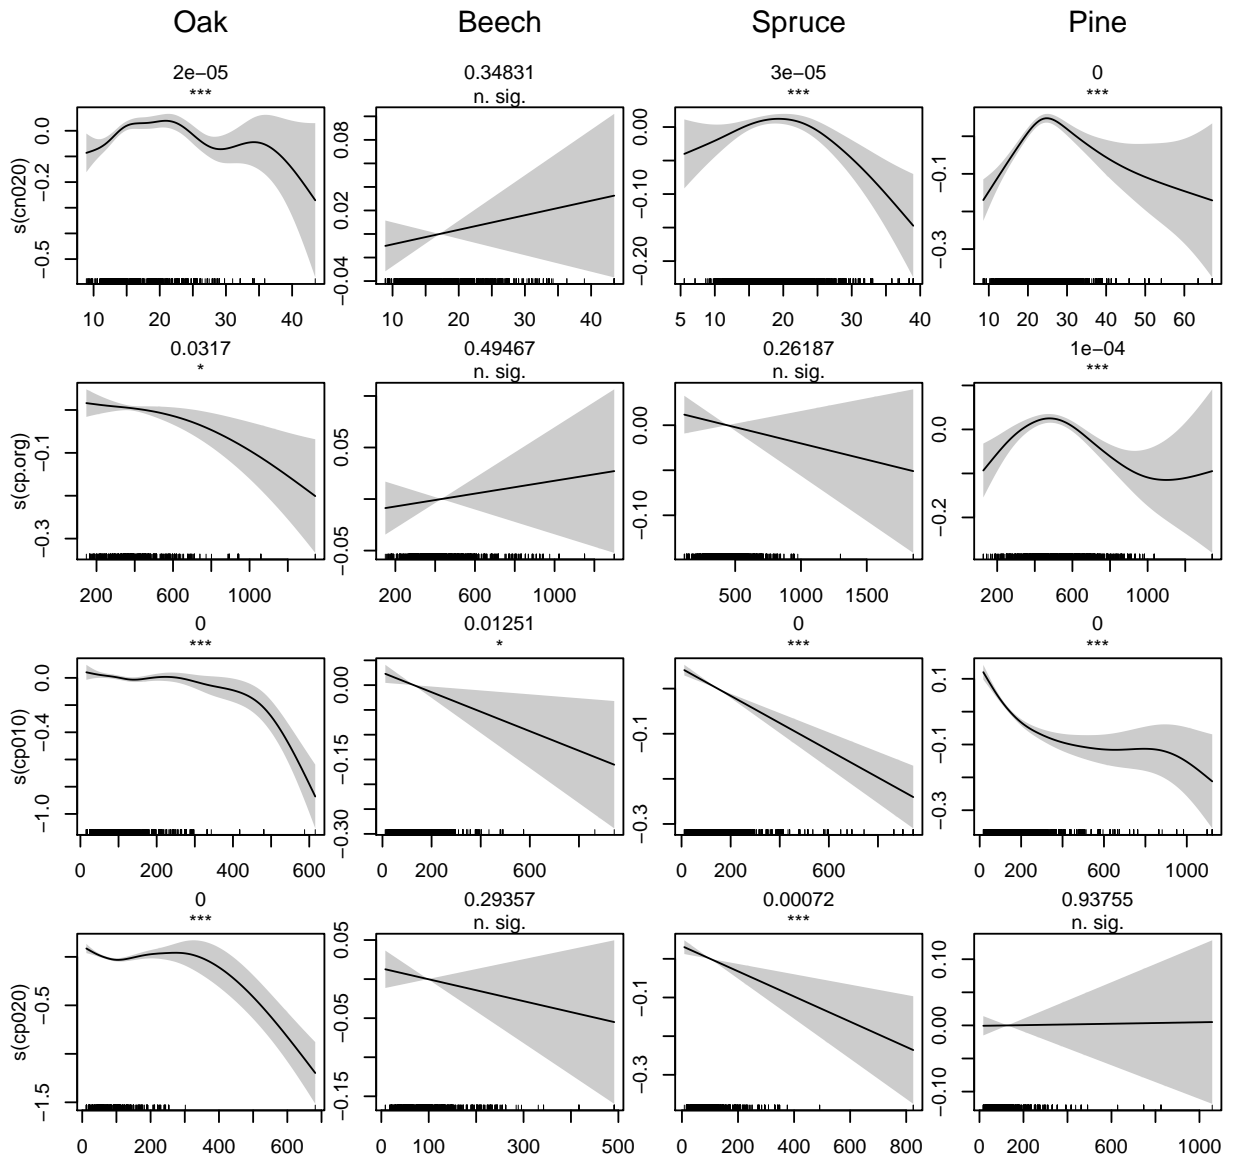 Oak Beech Spruce Pine
2e−05 0.34831 3e−05 0
*** n. sig. *** ***
s(cn020)
0.0 −0.2 −0.5
0.08 0.02 −0.04
0.00 −0.10 −0.20
−0.1 −0.3
10 20 30 40 10 20 30 40 5 10 20 30 40 10 20 30 40 50 60
0.0317 0.49467 0.26187 1e−04
* n. sig. n. sig. ***
s(cp.org)
−0.1 −0.3
0.05 −0.05
0.00 −0.10
0.0 −0.2
200 600 1000 200 600 1000 500 1000 1500 200 600 1000
0 0.01251 0 0
*** * *** ***
s(cp010)
0.0 −0.4 −1.0
0.00 −0.15 −0.30
−0.1 −0.3
0.1 −0.1 −0.3
0 200 400 600 0 200 600 0 200 600 0 200 600 1000
0 0.29357 0.00072 0.93755
*** n. sig. *** n. sig.
s(cp020)
−0.5 −1.5
0.05 −0.05 −0.15
−0.1 −0.3
0.10 0.00 −0.10
0 200 400 600 0 100 300 500 0 200 400 600 800 0 200 600 1000